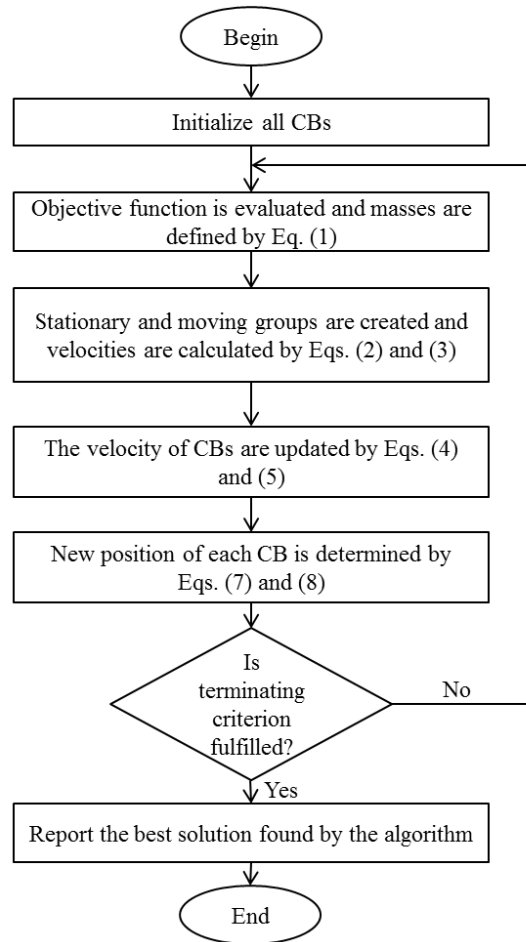 Begin
Initialize all CBs
Objective function is evaluated and masses are
defined by Eq. (1)
Stationary and moving groups are created and
velocities are calculated by Eqs. (2) and (3)
The velocity of CBs are updated by Eqs. (4)
and (5)
New position of each CB is determined by
Eqs. (7) and (8)
Is
terminating
criterion
fulfilled?
No
Yes
Report the best solution found by the algorithm
End